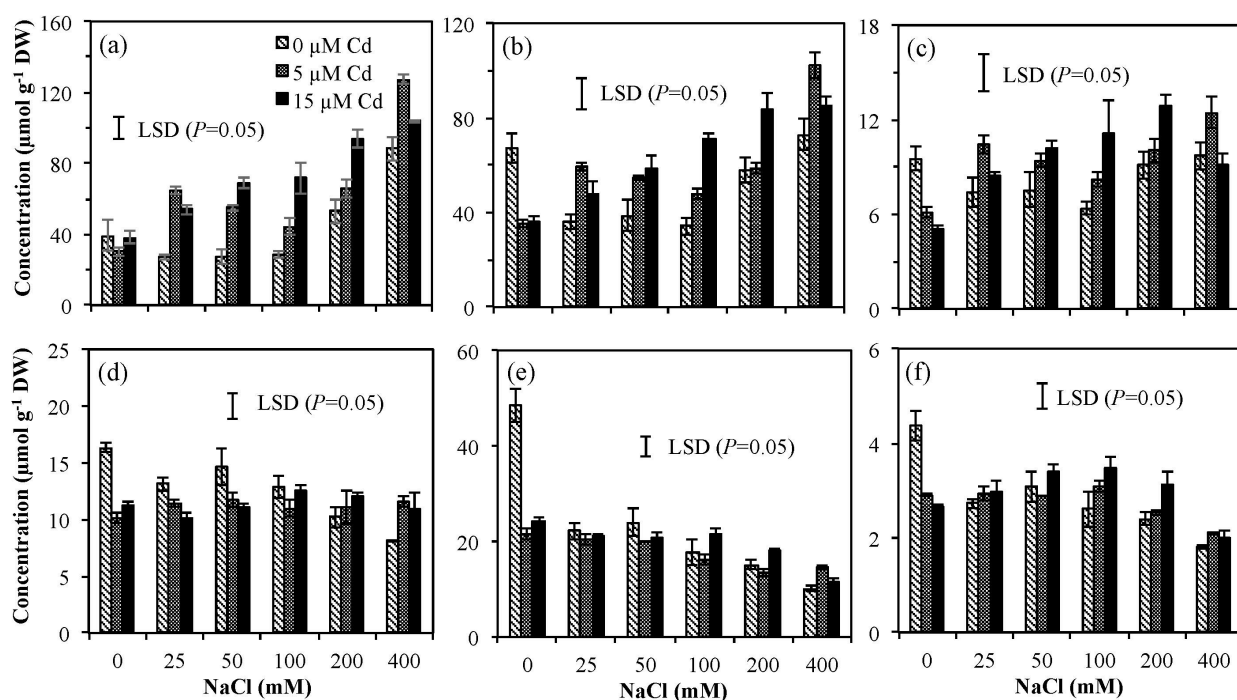 Concentration (µmol g⁻¹ DW)
160
120
80
40
0
(a)
0 µM Cd
5 µM Cd
15 µM Cd
LSD (P=0.05)
120
80
40
0
(b)
LSD (P=0.05)
18
12
6
0
(c)
LSD (P=0.05)
Concentration (µmol g⁻¹ DW)
25
20
15
10
5
0
(d)
LSD (P=0.05)
0 25 50 100 200 400
NaCl (mM)
60
40
20
0
(e)
LSD (P=0.05)
0 25 50 100 200 400
NaCl (mM)
6
4
2
0
(f)
LSD (P=0.05)
0 25 50 100 200 400
NaCl (mM)